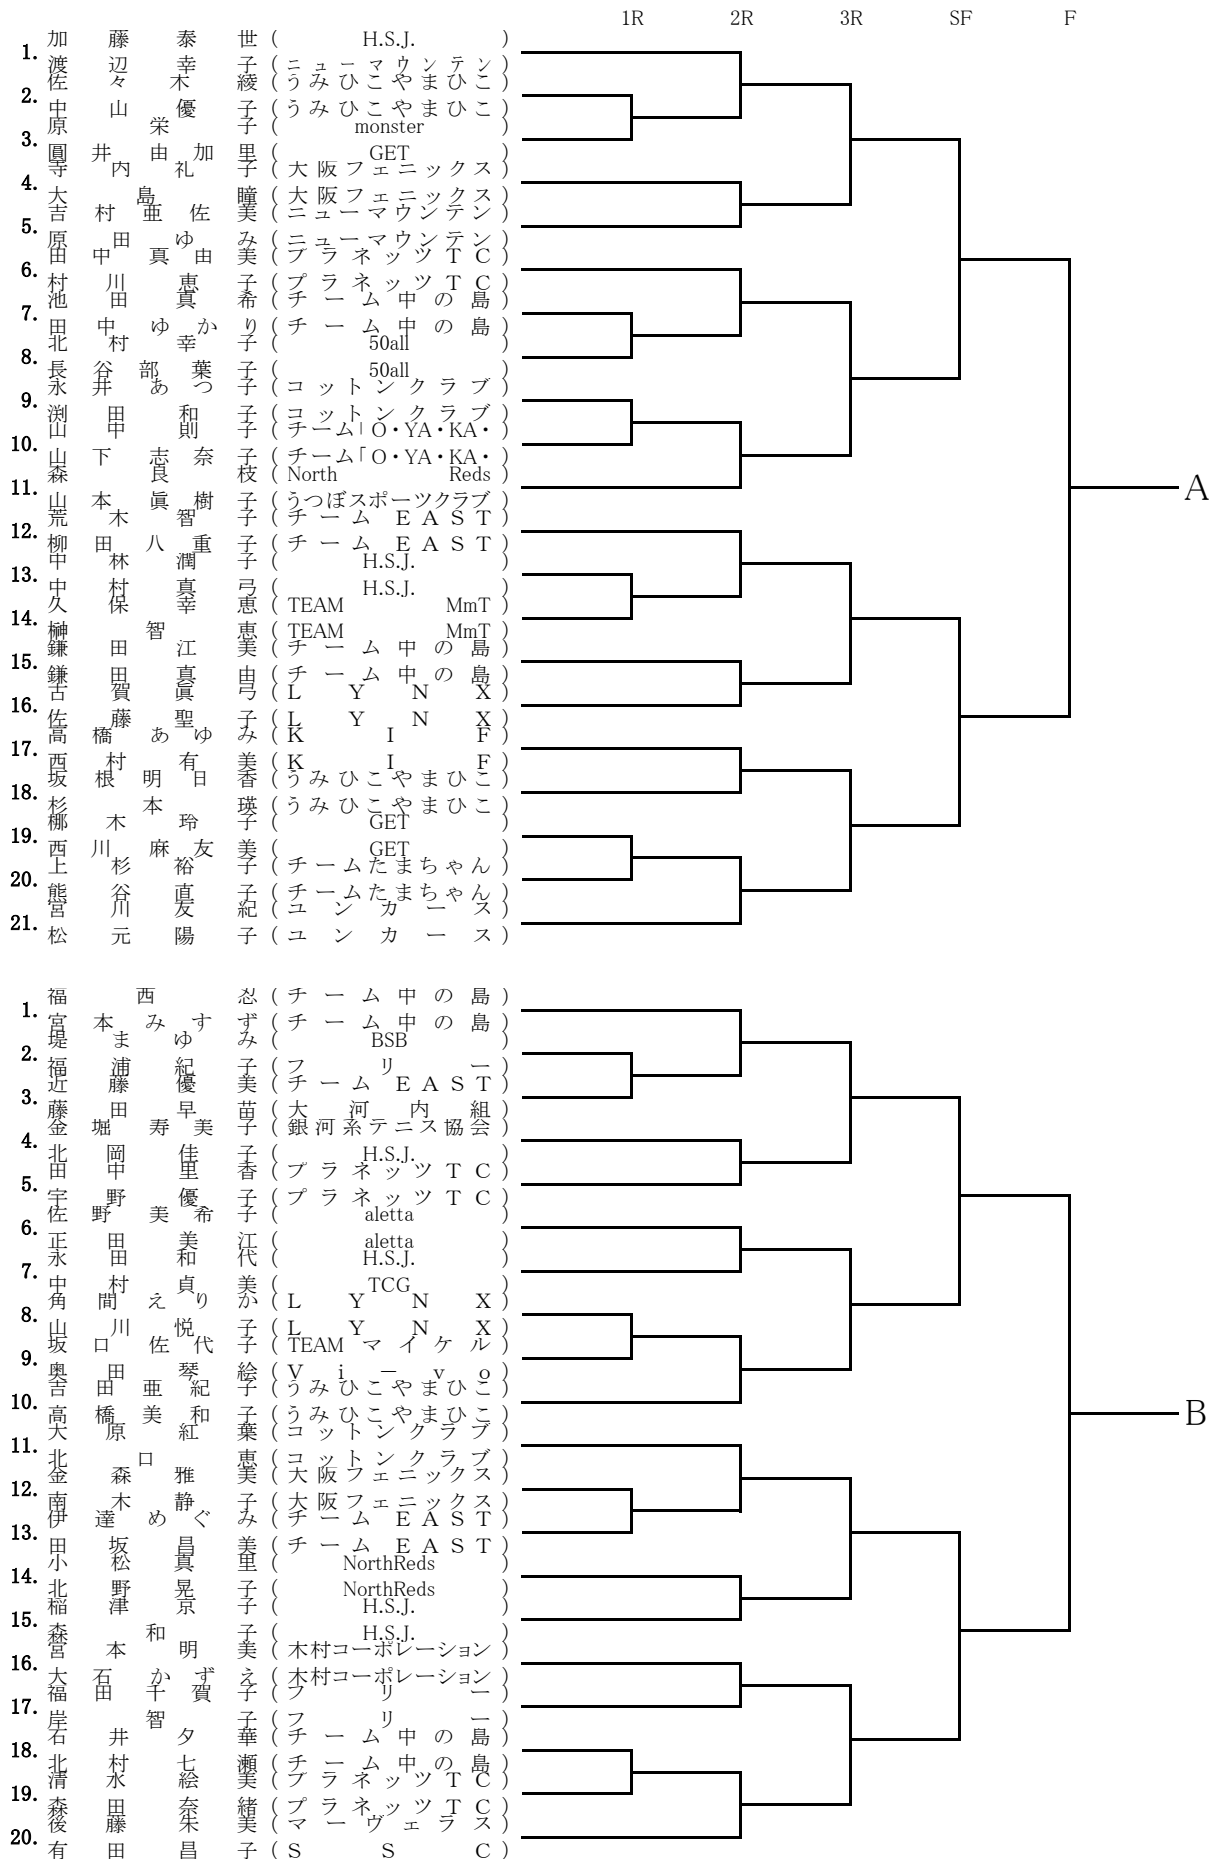 1R 2R 3R SF F
加藤泰世(H.S.J.)
1.
渡辺幸子(ニューマウンテン)
佐々木綾(うみひこやまひこ)
2.
中山優子(うみひこやまひこ)
原栄子(monster)
3.
圓井由加里(GET)
寺内礼子(大阪フェニックス)
4.
大島瞳(大阪フェニックス)
吉村亜佐美(ニューマウンテン)
5.
原田ゆみ(ニューマウンテン)
田中真由美(プラネッツTC)
6.
村川恵子(プラネッツTC)
池田真希(チーム中の島)
7.
田中ゆかり(チーム中の島)
北村幸子(50all)
8.
長谷部葉子(50all)
永井あつ子(コットンクラブ)
9.
渕田和子(コットンクラブ)
山中則子(チーム「O・YA・KA・)
10.
山下志奈子(チーム「O・YA・KA・)
森良枝(North Reds)
11.
山本眞樹子(うつぼスポーツクラブ)
荒木智子(チームEAST)
12.
柳田八重子(チームEAST)
中林潤子(H.S.J.)
13.
中村真弓(H.S.J.)
久保幸恵(TEAM MmT)
14.
榊智恵(TEAM MmT)
鎌田江美(チーム中の島)
15.
鎌田真由(チーム中の島)
古賀眞弓(LYNX)
16.
佐藤聖子(LYNX)
高橋あゆみ(KIF)
17.
西村有美(KIF)
坂根明日香(うみひこやまひこ)
18.
杉本瑛(うみひこやまひこ)
梛木玲子(GET)
19.
西川麻友美(GET)
上杉裕子(チームたまちゃん)
20.
熊谷直子(チームたまちゃん)
宮川友紀(ユンカース)
21.
松元陽子(ユンカース)
A
福西忍(チーム中の島)
1.
宮本みすず(チーム中の島)
堤まゆみ(BSB)
2.
福浦紀子(フリー)
近藤優美(チームEAST)
3.
藤田早苗(大河内組)
金堀寿美子(銀河系テニス協会)
4.
北岡佳子(H.S.J.)
田中里香(プラネッツTC)
5.
宇野優子(プラネッツTC)
佐野美希子(aletta)
6.
正田美江(aletta)
永田和代(H.S.J.)
7.
中村貞美(TCG)
角間えりか(LYNX)
8.
山川悦子(LYNX)
坂口佐代子(TEAMマイケル)
9.
奥田琴絵(Vi－vo)
吉田亜紀子(うみひこやまひこ)
10.
高橋美和子(うみひこやまひこ)
大原紅葉(コットンクラブ)
11.
北口恵(コットンクラブ)
金森雅美(大阪フェニックス)
12.
南木静子(大阪フェニックス)
伊達めぐみ(チームEAST)
13.
田坂昌美(チームEAST)
小松真里(NorthReds)
14.
北野晃子(NorthReds)
稲津京子(H.S.J.)
15.
森和子(H.S.J.)
宮本明美(木村コーポレーション)
16.
大石かずえ(木村コーポレーション)
福田千賀子(フリー)
17.
岸智子(フリー)
石井夕華(チーム中の島)
18.
北村七瀬(チーム中の島)
清水絵美(プラネッツTC)
19.
森田奈緒(プラネッツTC)
後藤朱美(マーヴェラス)
20.
有田昌子(SSC)
B